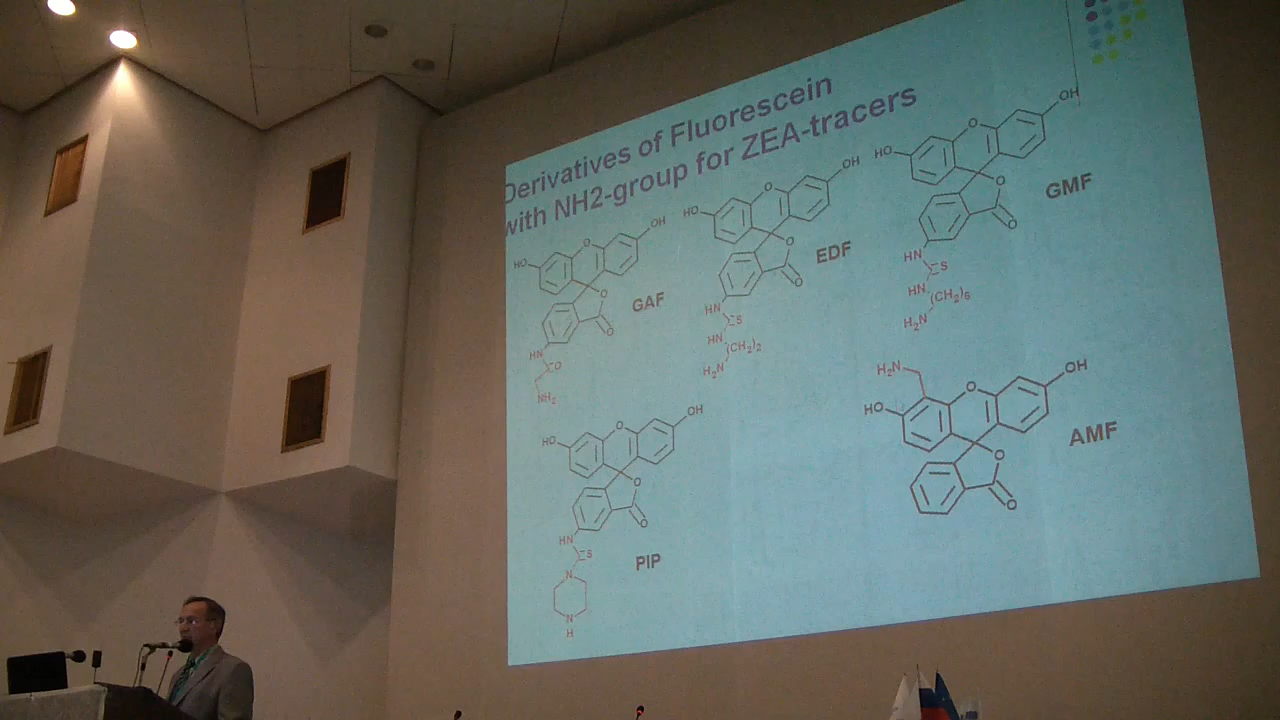 Derivatives of Fluorescein
with NH2-group for ZEA-tracers
HO
O
OH
O
O
GAF
HN
O
NH2
HO
O
OH
O
O
EDF
HN
S
HN
(CH2)2
H2N
HO
O
OH
O
O
GMF
HN
S
HN
(CH2)6
H2N
HO
O
OH
O
O
PIP
HN
S
N
N
H
H2N
HO
O
OH
O
O
AMF